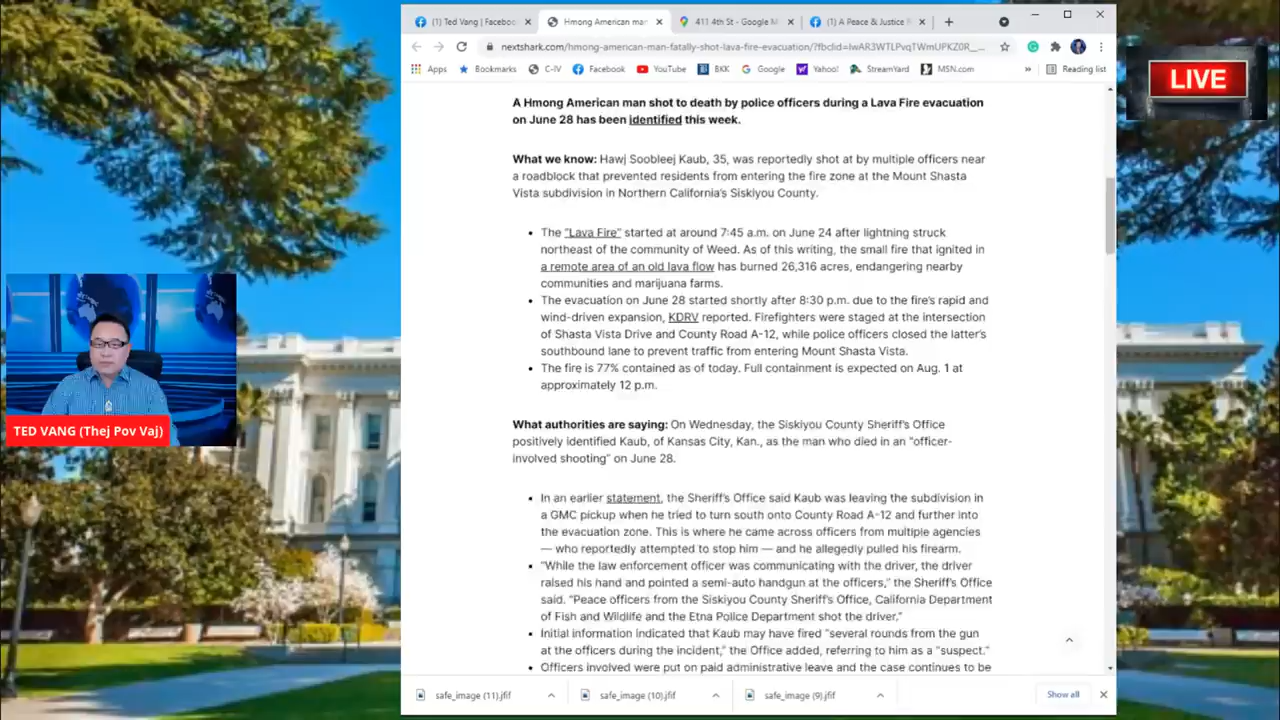 (1) Ted Vang | Facebook
Hmong American man
411 4th St - Google M
(1) A Peace & Justice R
nextshark.com/hmong-american-man-fatally-shot-lava-fire-evacuation/?fbclid=IwAR3WTLPvqTWmUPKZ0R__...
Apps
Bookmarks
C-IV
Facebook
YouTube
BKK
Google
Yahoo!
StreamYard
MSN.com
»
Reading list
LIVE
A Hmong American man shot to death by police officers during a Lava Fire evacuation
on June 28 has been identified this week.
What we know: Hawj Soobleej Kaub, 35, was reportedly shot at by multiple officers near
a roadblock that prevented residents from entering the fire zone at the Mount Shasta
Vista subdivision in Northern California's Siskiyou County.
• The "Lava Fire" started at around 7:45 a.m. on June 24 after lightning struck
northeast of the community of Weed. As of this writing, the small fire that ignited in
a remote area of an old lava flow has burned 26,316 acres, endangering nearby
communities and marijuana farms.
• The evacuation on June 28 started shortly after 8:30 p.m. due to the fire's rapid and
wind-driven expansion, KDRV reported. Firefighters were staged at the intersection
of Shasta Vista Drive and County Road A-12, while police officers closed the latter's
southbound lane to prevent traffic from entering Mount Shasta Vista.
• The fire is 77% contained as of today. Full containment is expected on Aug. 1 at
approximately 12 p.m.
TED VANG (Thej Pov Vaj)
What authorities are saying: On Wednesday, the Siskiyou County Sheriff's Office
positively identified Kaub, of Kansas City, Kan., as the man who died in an "officer-
involved shooting" on June 28.
• In an earlier statement, the Sheriff's Office said Kaub was leaving the subdivision in
a GMC pickup when he tried to turn south onto County Road A-12 and further into
the evacuation zone. This is where he came across officers from multiple agencies
— who reportedly attempted to stop him — and he allegedly pulled his firearm.
• "While the law enforcement officer was communicating with the driver, the driver
raised his hand and pointed a semi-auto handgun at the officers," the Sheriff's Office
said. "Peace officers from the Siskiyou County Sheriff's Office, California Department
of Fish and Wildlife and the Etna Police Department shot the driver."
• Initial information indicated that Kaub may have fired "several rounds from the gun
at the officers during the incident," the Office added, referring to him as a "suspect."
• Officers involved were put on paid administrative leave and the case continues to be
safe_image (11).jfif
safe_image (10).jfif
safe_image (9).jfif
Show all